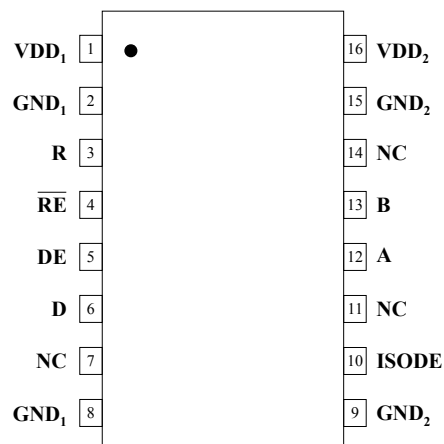 VDD₁ 1 16 VDD₂
GND₁ 2 15 GND₂
R 3 14 NC
R̅E̅ 4 13 B
DE 5 12 A
D 6 11 NC
NC 7 10 ISODE
GND₁ 8 9 GND₂